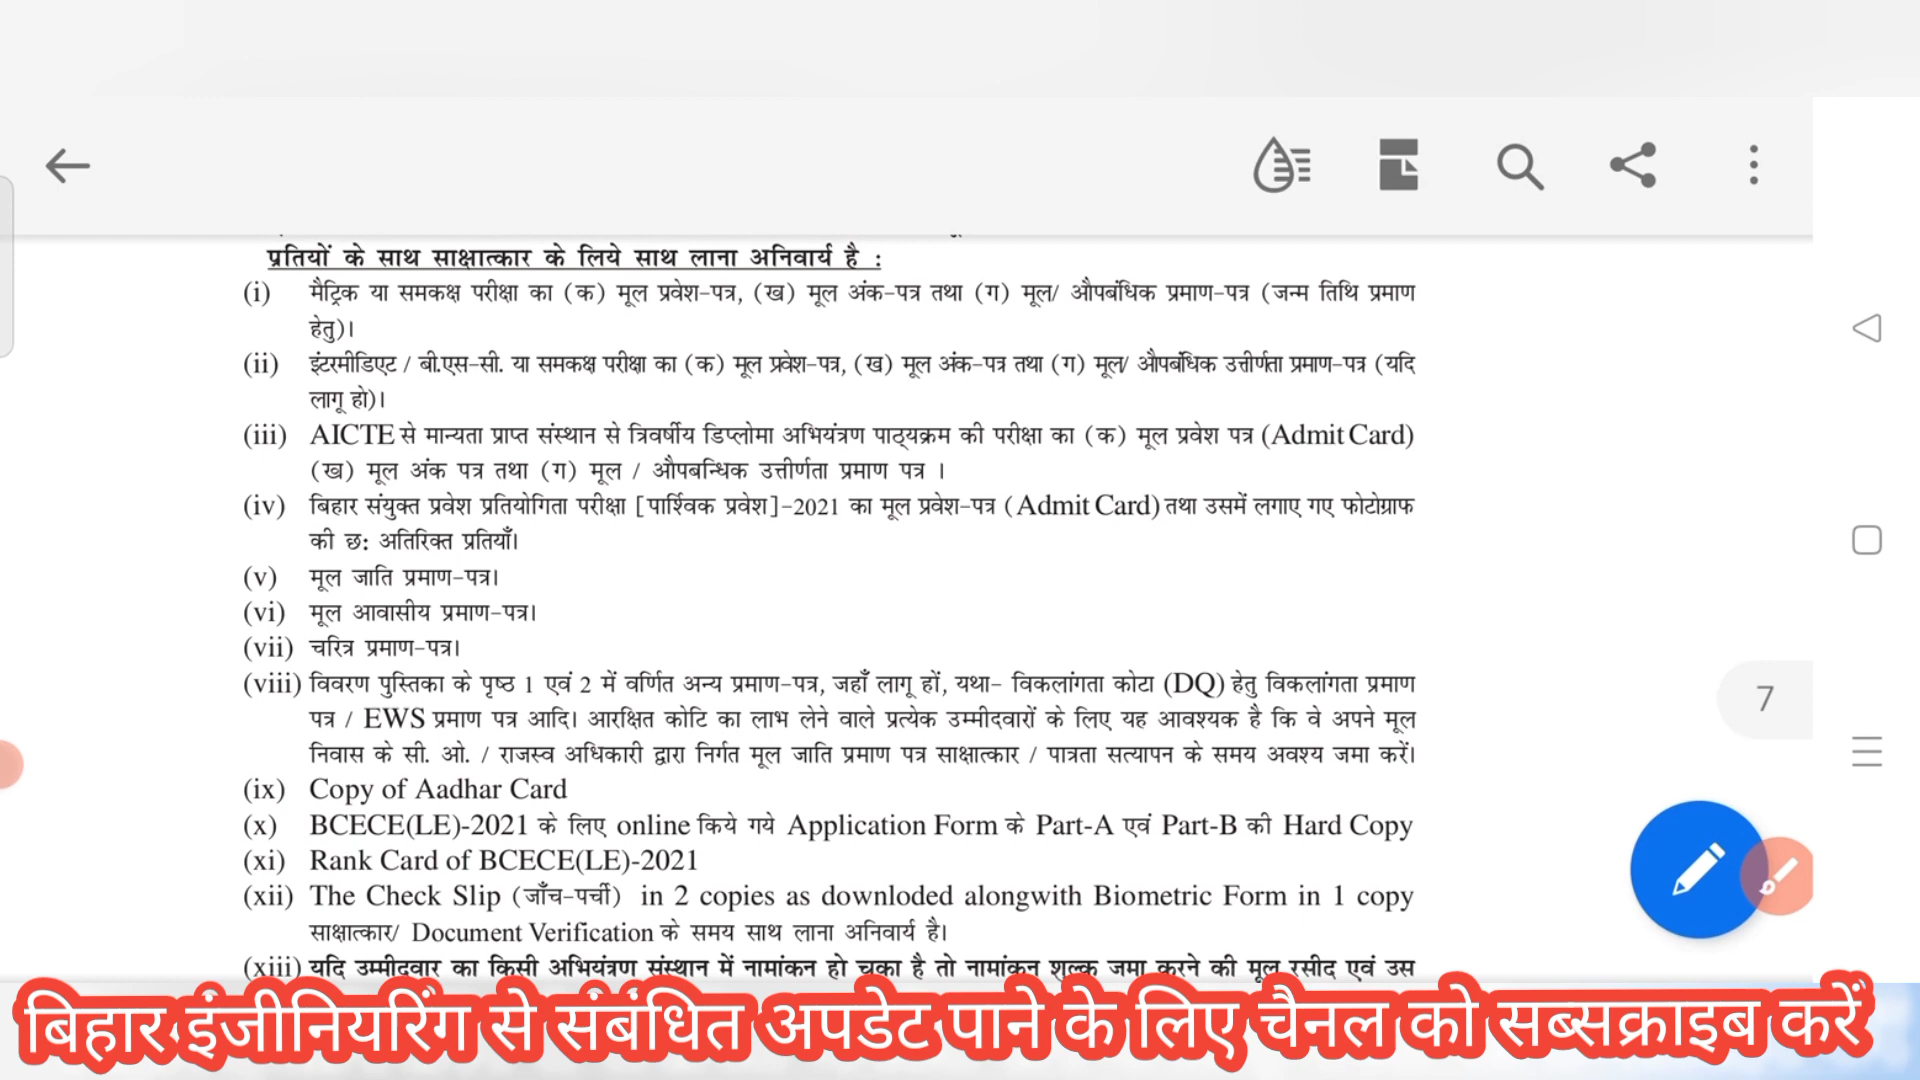 प्रतियों के साथ साक्षात्कार के लिये साथ लाना अनिवार्य है :
(i) मैट्रिक या समकक्ष परीक्षा का (क) मूल प्रवेश-पत्र, (ख) मूल अंक-पत्र तथा (ग) मूल/ औपबंधिक प्रमाण-पत्र (जन्म तिथि प्रमाण
हेतु)।
(ii) इंटरमीडिएट / बी.एस-सी. या समकक्ष परीक्षा का (क) मूल प्रवेश-पत्र, (ख) मूल अंक-पत्र तथा (ग) मूल/ औपबंधिक उत्तीर्णता प्रमाण-पत्र (यदि
लागू हो)।
(iii) AICTE से मान्यता प्राप्त संस्थान से त्रिवर्षीय डिप्लोमा अभियंत्रण पाठ्यक्रम की परीक्षा का (क) मूल प्रवेश पत्र (Admit Card)
(ख) मूल अंक पत्र तथा (ग) मूल / औपबन्धिक उत्तीर्णता प्रमाण पत्र ।
(iv) बिहार संयुक्त प्रवेश प्रतियोगिता परीक्षा [पार्श्विक प्रवेश]-2021 का मूल प्रवेश-पत्र (Admit Card) तथा उसमें लगाए गए फोटोग्राफ
की छ: अतिरिक्त प्रतियाँ।
(v) मूल जाति प्रमाण-पत्र।
(vi) मूल आवासीय प्रमाण-पत्र।
(vii) चरित्र प्रमाण-पत्र।
(viii) विवरण पुस्तिका के पृष्ठ 1 एवं 2 में वर्णित अन्य प्रमाण-पत्र, जहाँ लागू हों, यथा- विकलांगता कोटा (DQ) हेतु विकलांगता प्रमाण
पत्र / EWS प्रमाण पत्र आदि। आरक्षित कोटि का लाभ लेने वाले प्रत्येक उम्मीदवारों के लिए यह आवश्यक है कि वे अपने मूल
निवास के सी. ओ. / राजस्व अधिकारी द्वारा निर्गत मूल जाति प्रमाण पत्र साक्षात्कार / पात्रता सत्यापन के समय अवश्य जमा करें।
7
(ix) Copy of Aadhar Card
(x) BCECE(LE)-2021 के लिए online किये गये Application Form के Part-A एवं Part-B की Hard Copy
(xi) Rank Card of BCECE(LE)-2021
(xii) The Check Slip (जाँच-पर्ची) in 2 copies as downloded alongwith Biometric Form in 1 copy
साक्षात्कार/ Document Verification के समय साथ लाना अनिवार्य है।
(xiii) यदि उम्मीदवार का किसी अभियंत्रण संस्थान में नामांकन हो चुका है तो नामांकन शुल्क जमा करने की मूल रसीद एवं उस
बिहार इंजीनियरिंग से संबंधित अपडेट पाने के लिए चैनल को सब्सक्राइब करें